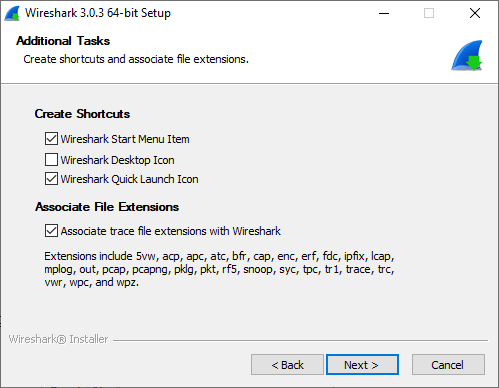 Wireshark 3.0.3 64-bit Setup
Additional Tasks
Create shortcuts and associate file extensions.
Create Shortcuts
Wireshark Start Menu Item
Wireshark Desktop Icon
Wireshark Quick Launch Icon
Associate File Extensions
Associate trace file extensions with Wireshark
Extensions include 5vw, acp, apc, atc, bfr, cap, enc, erf, fdc, ipfix, lcap,
mplog, out, pcap, pcapng, pklg, pkt, rf5, snoop, syc, tpc, tr1, trace, trc,
vwr, wpc, and wpz.
Wireshark® Installer
< Back Next > Cancel